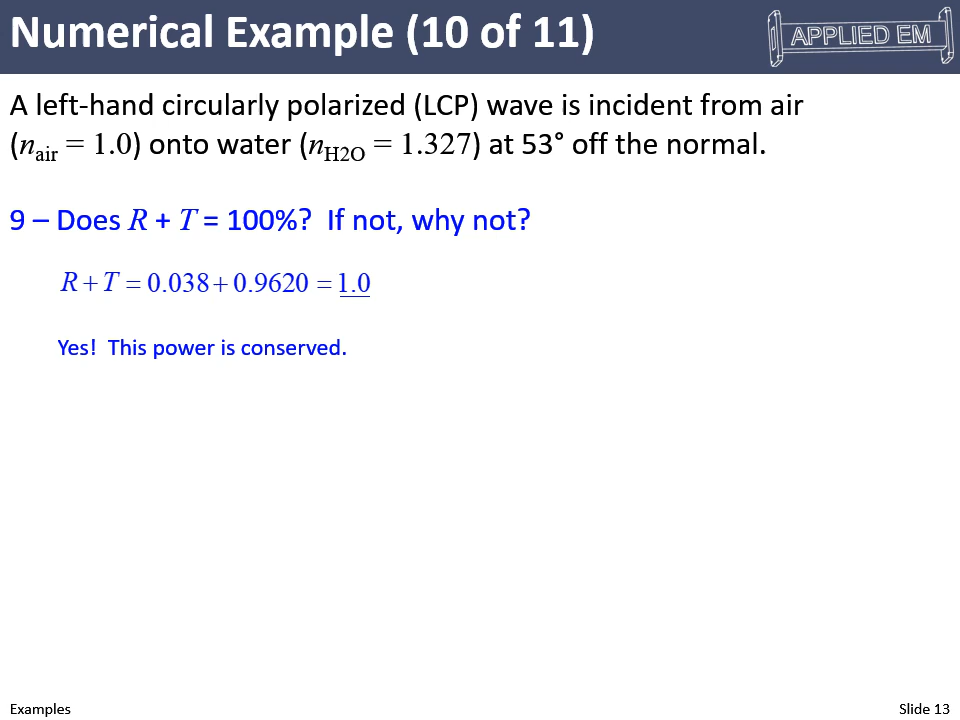 Numerical Example (10 of 11)
APPLIED EM
A left-hand circularly polarized (LCP) wave is incident from air
(n_air = 1.0) onto water (n_H2O = 1.327) at 53° off the normal.
9 – Does R + T = 100%? If not, why not?
R + T = 0.038 + 0.9620 = 1.0
Yes! This power is conserved.
Examples
Slide 13